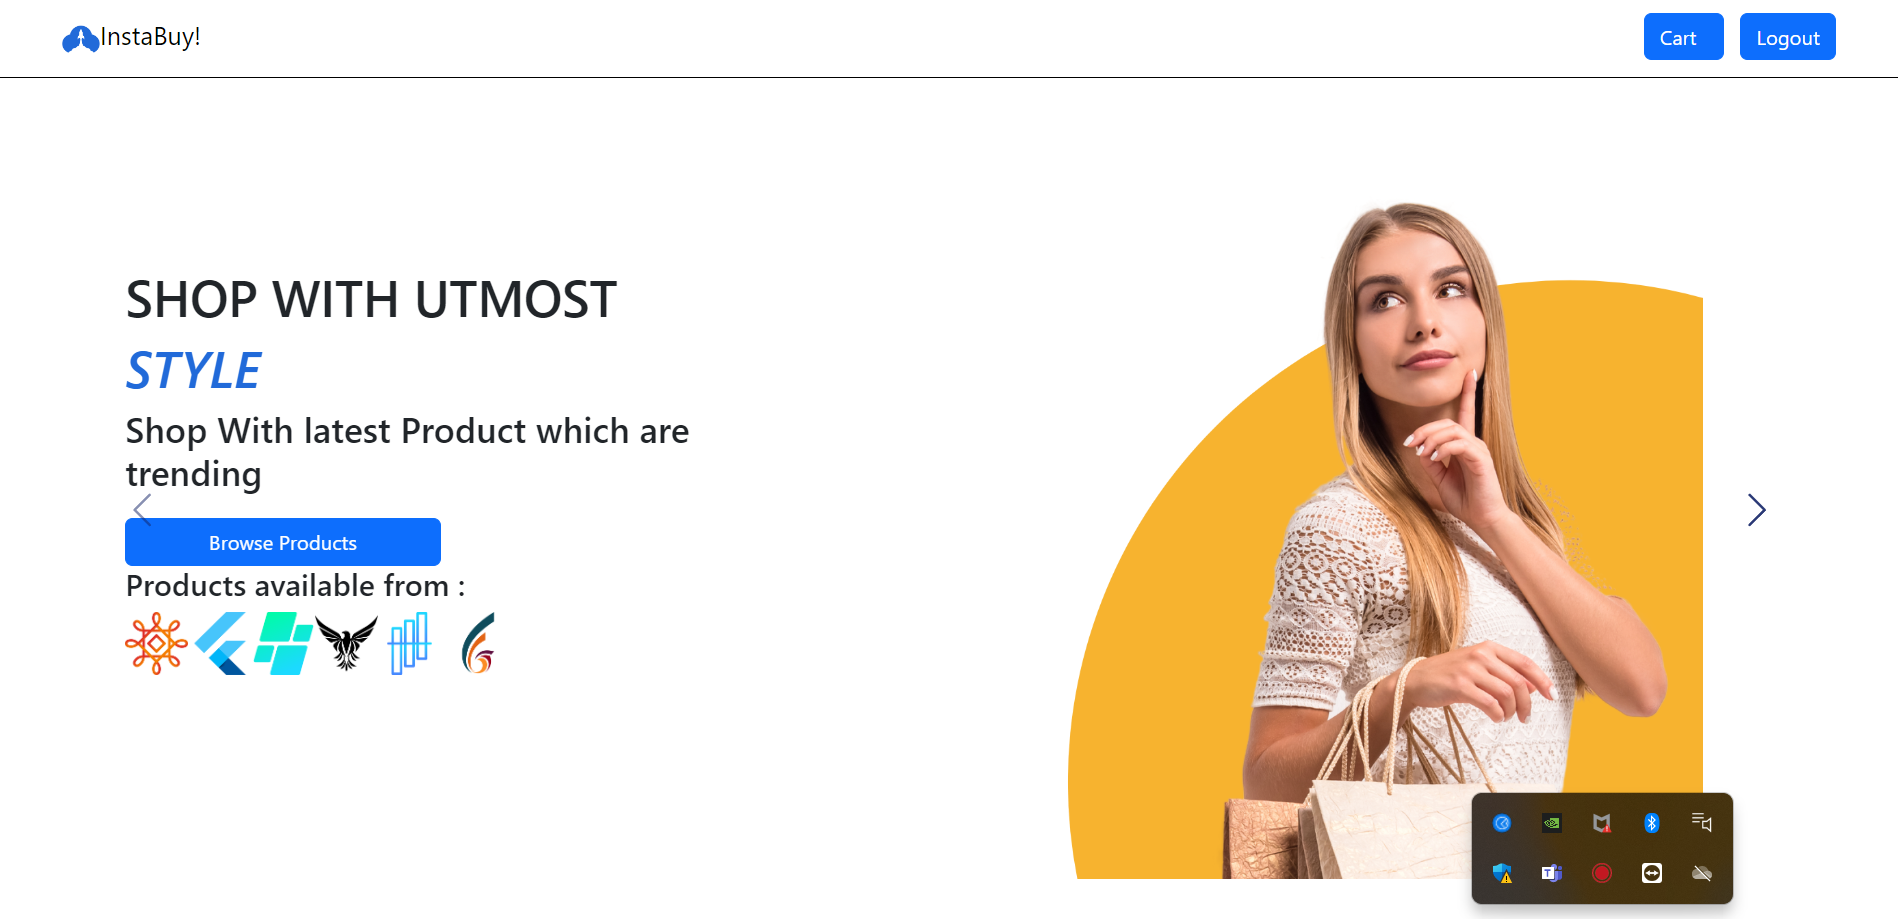 InstaBuy!
Cart
Logout
SHOP WITH UTMOST
STYLE
Shop With latest Product which are
trending
Browse Products
Products available from :